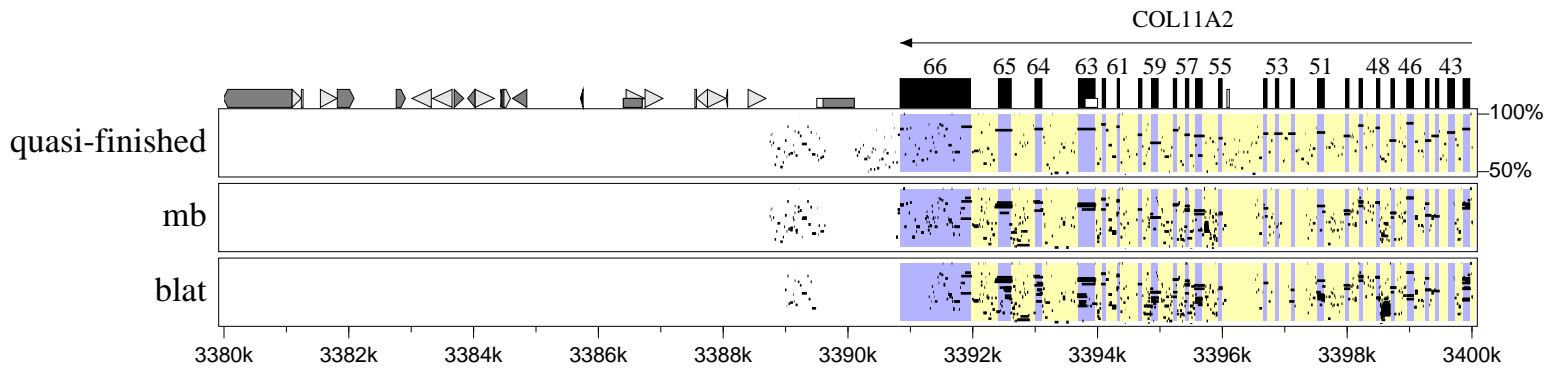 COL11A2
66 65 64 63 61 59 57 55 53 51 48 46 43
100%
quasi-finished
50%
mb
blat
3380k 3382k 3384k 3386k 3388k 3390k 3392k 3394k 3396k 3398k 3400k